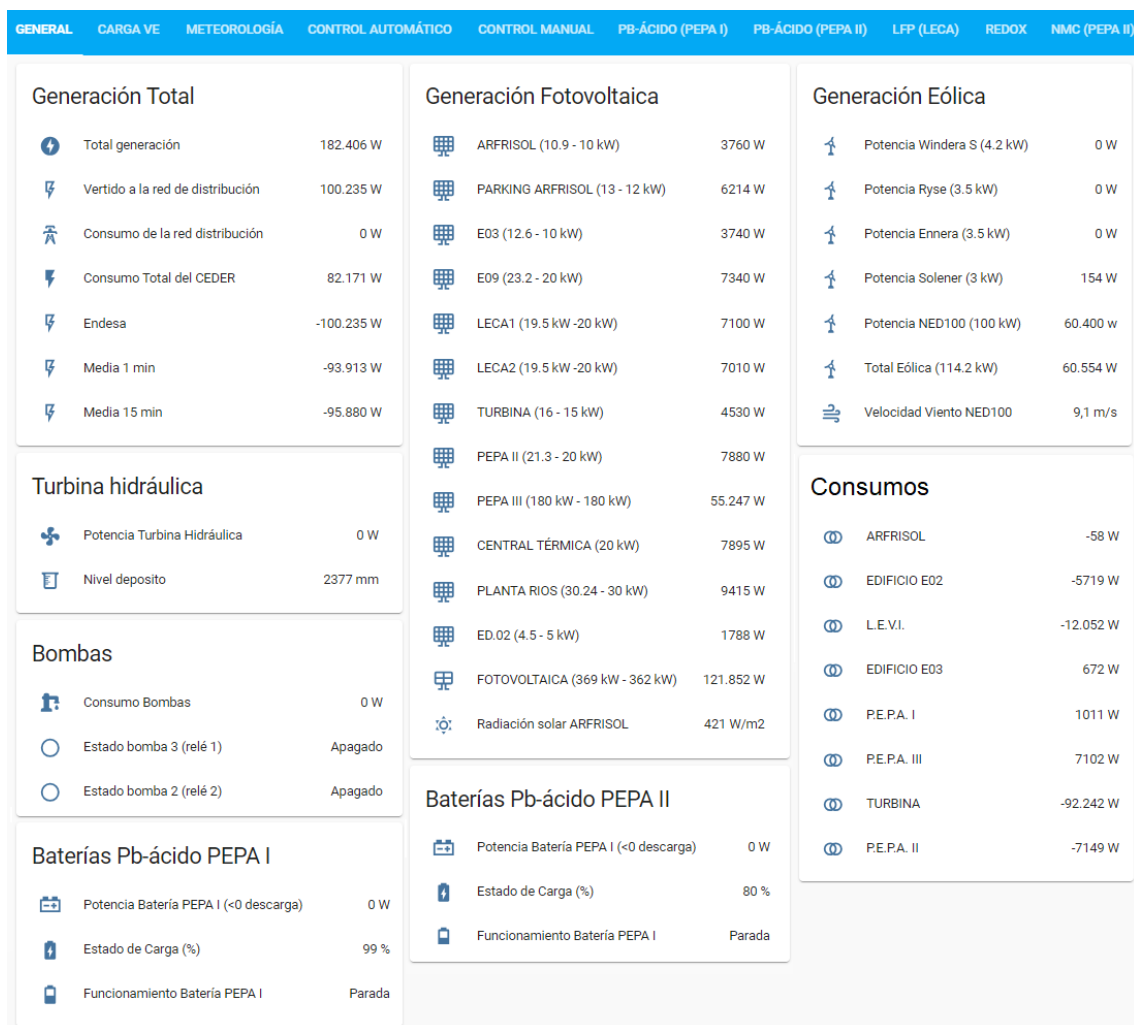 GENERAL CARGA VE METEOROLOGÍA CONTROL AUTOMÁTICO CONTROL MANUAL PB-ÁCIDO (PEPA I) PB-ÁCIDO (PEPA II) LFP (LECA) REDOX NMC (PEPA II)
Generación Total
Total generación 182.406 W
Vertido a la red de distribución 100.235 W
Consumo de la red distribución 0 W
Consumo Total del CEDER 82.171 W
Endesa -100.235 W
Media 1 min -93.913 W
Media 15 min -95.880 W
Turbina hidráulica
Potencia Turbina Hidráulica 0 W
Nivel deposito 2377 mm
Bombas
Consumo Bombas 0 W
Estado bomba 3 (relé 1) Apagado
Estado bomba 2 (relé 2) Apagado
Baterías Pb-ácido PEPA I
Potencia Batería PEPA I (<0 descarga) 0 W
Estado de Carga (%) 99 %
Funcionamiento Batería PEPA I Parada
Generación Fotovoltaica
ARFRISOL (10.9 - 10 kW) 3760 W
PARKING ARFRISOL (13 - 12 kW) 6214 W
E03 (12.6 - 10 kW) 3740 W
E09 (23.2 - 20 kW) 7340 W
LECA1 (19.5 kW -20 kW) 7100 W
LECA2 (19.5 kW -20 kW) 7010 W
TURBINA (16 - 15 kW) 4530 W
PEPA II (21.3 - 20 kW) 7880 W
PEPA III (180 kW - 180 kW) 55.247 W
CENTRAL TÉRMICA (20 kW) 7895 W
PLANTA RIOS (30.24 - 30 kW) 9415 W
ED.02 (4.5 - 5 kW) 1788 W
FOTOVOLTAICA (369 kW - 362 kW) 121.852 W
Radiación solar ARFRISOL 421 W/m2
Baterías Pb-ácido PEPA II
Potencia Batería PEPA I (<0 descarga) 0 W
Estado de Carga (%) 80 %
Funcionamiento Batería PEPA I Parada
Generación Eólica
Potencia Windera S (4.2 kW) 0 W
Potencia Ryse (3.5 kW) 0 W
Potencia Ennera (3.5 kW) 0 W
Potencia Solener (3 kW) 154 W
Potencia NED100 (100 kW) 60.400 w
Total Eólica (114.2 kW) 60.554 W
Velocidad Viento NED100 9,1 m/s
Consumos
ARFRISOL -58 W
EDIFICIO E02 -5719 W
L.E.V.I. -12.052 W
EDIFICIO E03 672 W
P.E.P.A. I 1011 W
P.E.P.A. III 7102 W
TURBINA -92.242 W
P.E.P.A. II -7149 W